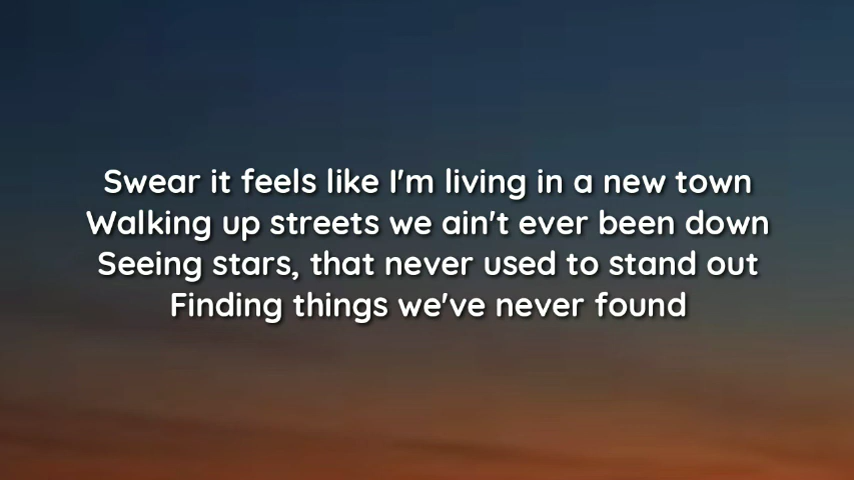 Swear it feels like I'm living in a new town
Walking up streets we ain't ever been down
Seeing stars, that never used to stand out
Finding things we've never found